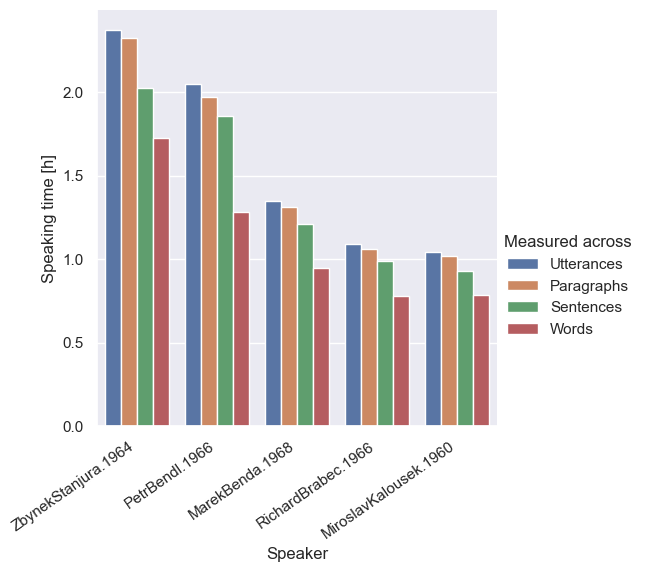 2.0
1.5
1.0
0.5
0.0
Speaking time [h]
ZbynekStanjura.1964
PetrBendl.1966
MarekBenda.1968
RichardBrabec.1966
MiroslavKalousek.1960
Speaker
Measured across
Utterances
Paragraphs
Sentences
Words